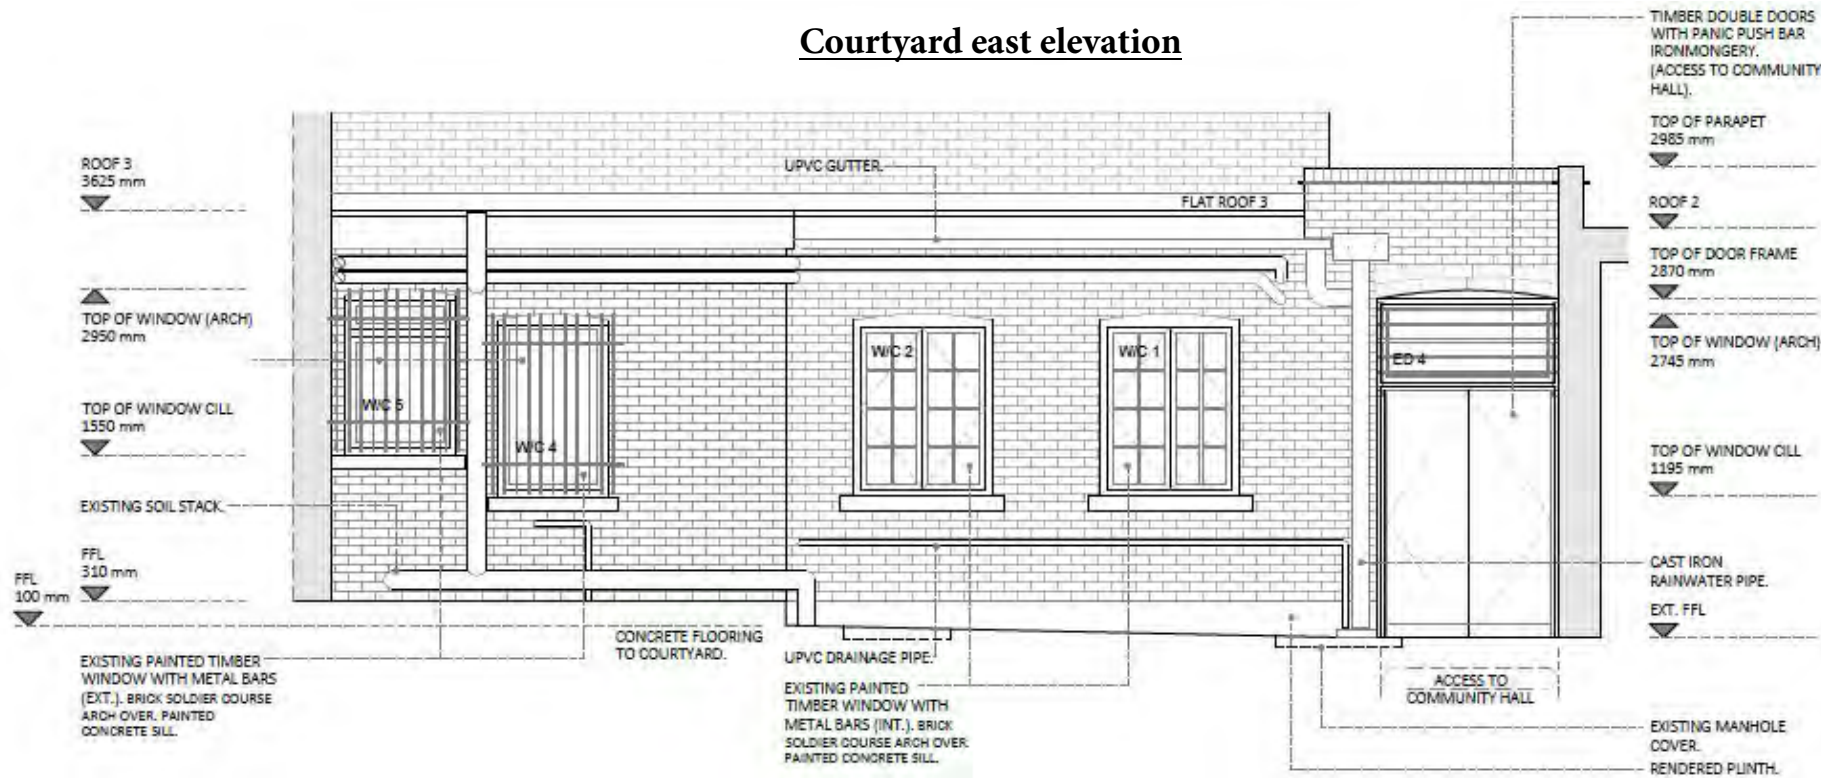 Courtyard east elevation
TIMBER DOUBLE DOORS
WITH PANIC PUSH BAR
IRONMONGERY.
(ACCESS TO COMMUNITY
HALL).
TOP OF PARAPET
2985 mm
ROOF 2
TOP OF DOOR FRAME
2870 mm
TOP OF WINDOW (ARCH)
2745 mm
TOP OF WINDOW CILL
1195 mm
CAST IRON
RAINWATER PIPE.
EXT. FFL
EXISTING MANHOLE
COVER.
RENDERED PLINTH.
ROOF 3
3625 mm
TOP OF WINDOW (ARCH)
2950 mm
TOP OF WINDOW CILL
1550 mm
EXISTING SOIL STACK.
FFL
310 mm
FFL
100 mm
EXISTING PAINTED TIMBER
WINDOW WITH METAL BARS
(EXT.). BRICK SOLDIER COURSE
ARCH OVER. PAINTED
CONCRETE SILL.
UPVC GUTTER.
FLAT ROOF 3
W/C 5
W/C 4
W/C 2
W/C 1
ED 4
CONCRETE FLOORING
TO COURTYARD.
UPVC DRAINAGE PIPE.
EXISTING PAINTED
TIMBER WINDOW WITH
METAL BARS (INT.). BRICK
SOLDIER COURSE ARCH OVER.
PAINTED CONCRETE SILL.
ACCESS TO
COMMUNITY HALL